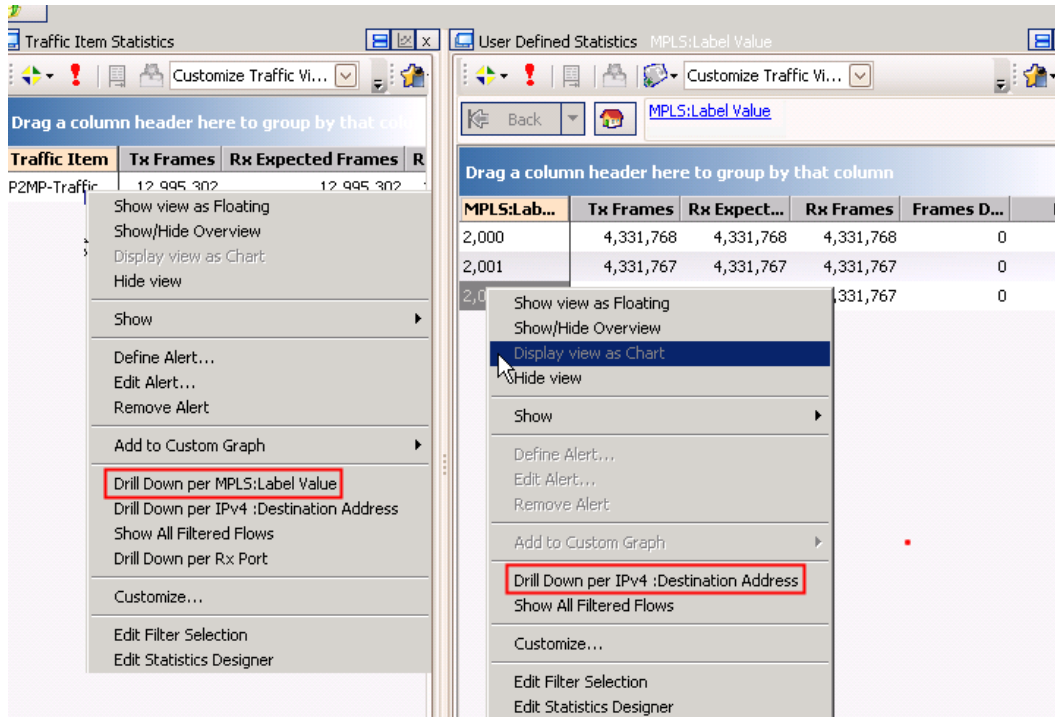 Traffic Item Statistics
Customize Traffic Vi...
Drag a column header here to group by that colu
Traffic Item Tx Frames Rx Expected Frames R
P2MP-Traffic 12,995,302 12,995,302
Show view as Floating
Show/Hide Overview
Display view as Chart
Hide view
Show
Define Alert...
Edit Alert...
Remove Alert
Add to Custom Graph
Drill Down per MPLS:Label Value
Drill Down per IPv4 :Destination Address
Show All Filtered Flows
Drill Down per Rx Port
Customize...
Edit Filter Selection
Edit Statistics Designer
User Defined Statistics MPLS:Label Value
Customize Traffic Vi...
Back MPLS:Label Value
Drag a column header here to group by that column
MPLS:Lab... Tx Frames Rx Expect... Rx Frames Frames D...
2,000 4,331,768 4,331,768 4,331,768 0
2,001 4,331,767 4,331,767 4,331,767 0
2,0 ,331,767 0
Show view as Floating
Show/Hide Overview
Display view as Chart
Hide view
Show
Define Alert...
Edit Alert...
Remove Alert
Add to Custom Graph
Drill Down per IPv4 :Destination Address
Show All Filtered Flows
Customize...
Edit Filter Selection
Edit Statistics Designer